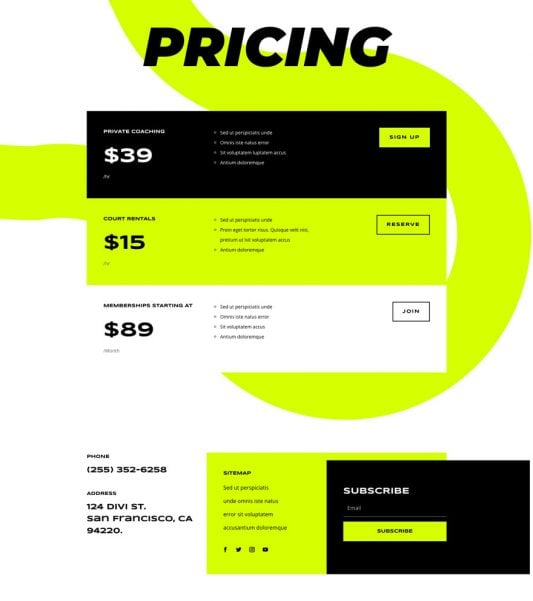 PRICING
PRIVATE COACHING
$39
/hr
Sed ut perspiciatis unde
Omnis iste natus error
Sit voluptatem luptatem accus
Antium doloremque
SIGN UP
COURT RENTALS
$15
/hr
Sed ut perspiciatis unde
Proin eget tortor risus. Quisque velit nisi,
pretium ut lol voluptatem accus
Antium doloremque
RESERVE
MEMBERSHIPS STARTING AT
$89
/Month
Sed ut perspiciatis unde
Omnis iste natus error
Sit voluptatem accus
Antium doloremque
JOIN
PHONE
(255) 352-6258
ADDRESS
124 DIVI ST.
San Francisco, CA
94220.
SITEMAP
Sed ut perspiciatis
unde omnis iste natus
error sit voluptatem
accusantium doloremque
SUBSCRIBE
Email
SUBSCRIBE